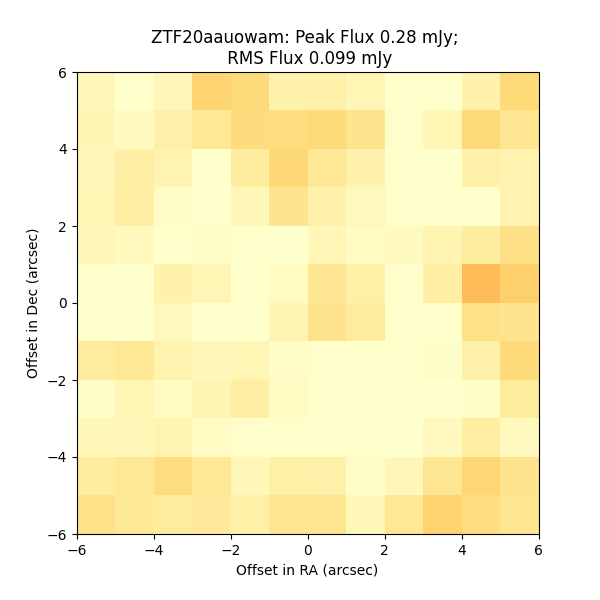 ZTF20aauowam: Peak Flux 0.28 mJy;
RMS Flux 0.099 mJy
6
4
2
0
−2
−4
−6
Offset in Dec (arcsec)
−6 −4 −2 0 2 4 6
Offset in RA (arcsec)